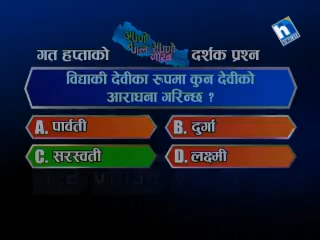 गत हप्ताको
दर्शक प्रश्न
विद्याकी देवीका रुपमा कुन देवीको
आराधना गरिन्छ ?
A. पार्वती
B. दुर्गा
C. सरस्वती
D. लक्ष्मी